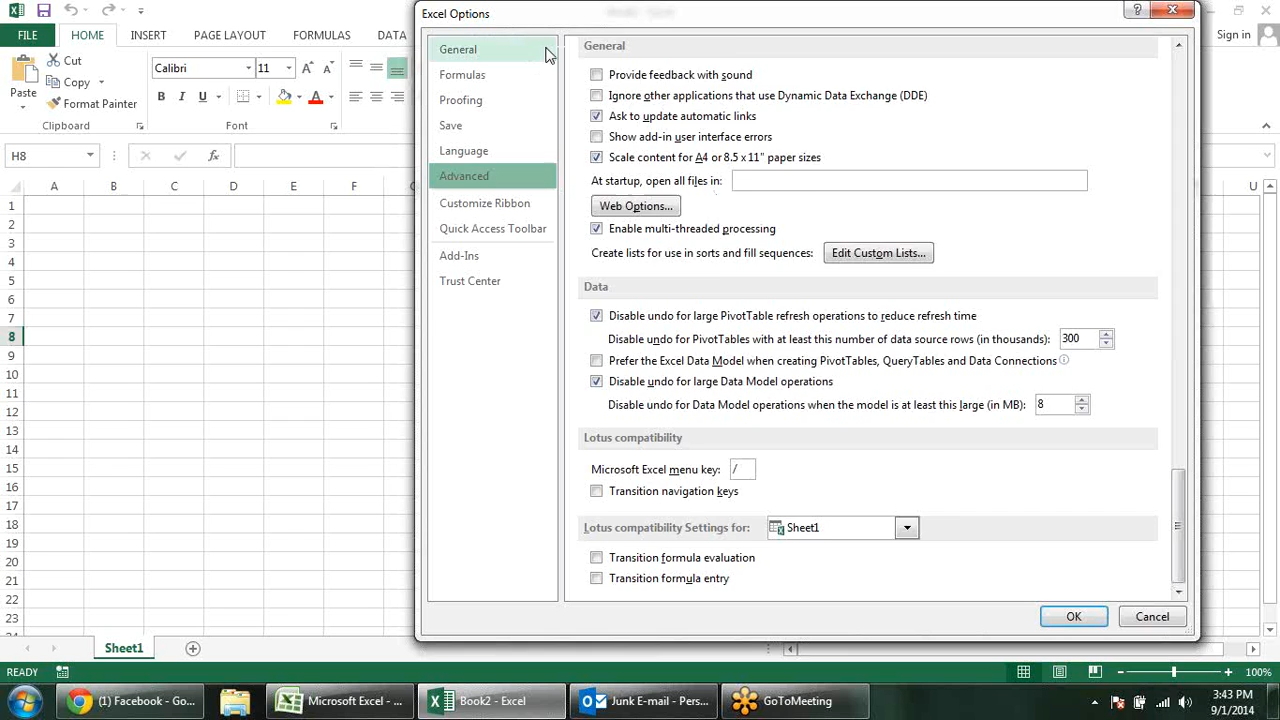 Excel Options
Sign in
FILE HOME INSERT PAGE LAYOUT FORMULAS DATA
Cut
Copy
Format Painter
Paste
Clipboard
Calibri 11
B I U
Font
H8
A B C D E F U
1
2
3
4
5
6
7
8
9
10
11
12
13
14
15
16
17
18
19
20
21
22
23
General
Formulas
Proofing
Save
Language
Advanced
Customize Ribbon
Quick Access Toolbar
Add-Ins
Trust Center
General
Provide feedback with sound
Ignore other applications that use Dynamic Data Exchange (DDE)
Ask to update automatic links
Show add-in user interface errors
Scale content for A4 or 8.5 x 11" paper sizes
At startup, open all files in:
Web Options...
Enable multi-threaded processing
Create lists for use in sorts and fill sequences: Edit Custom Lists...
Data
Disable undo for large PivotTable refresh operations to reduce refresh time
Disable undo for PivotTables with at least this number of data source rows (in thousands): 300
Prefer the Excel Data Model when creating PivotTables, QueryTables and Data Connections
Disable undo for large Data Model operations
Disable undo for Data Model operations when the model is at least this large (in MB): 8
Lotus compatibility
Microsoft Excel menu key: /
Transition navigation keys
Lotus compatibility Settings for: Sheet1
Transition formula evaluation
Transition formula entry
OK Cancel
Sheet1
READY 100%
(1) Facebook - Go... Microsoft Excel - ... Book2 - Excel Junk E-mail - Pers... GoToMeeting
3:43 PM
9/1/2014